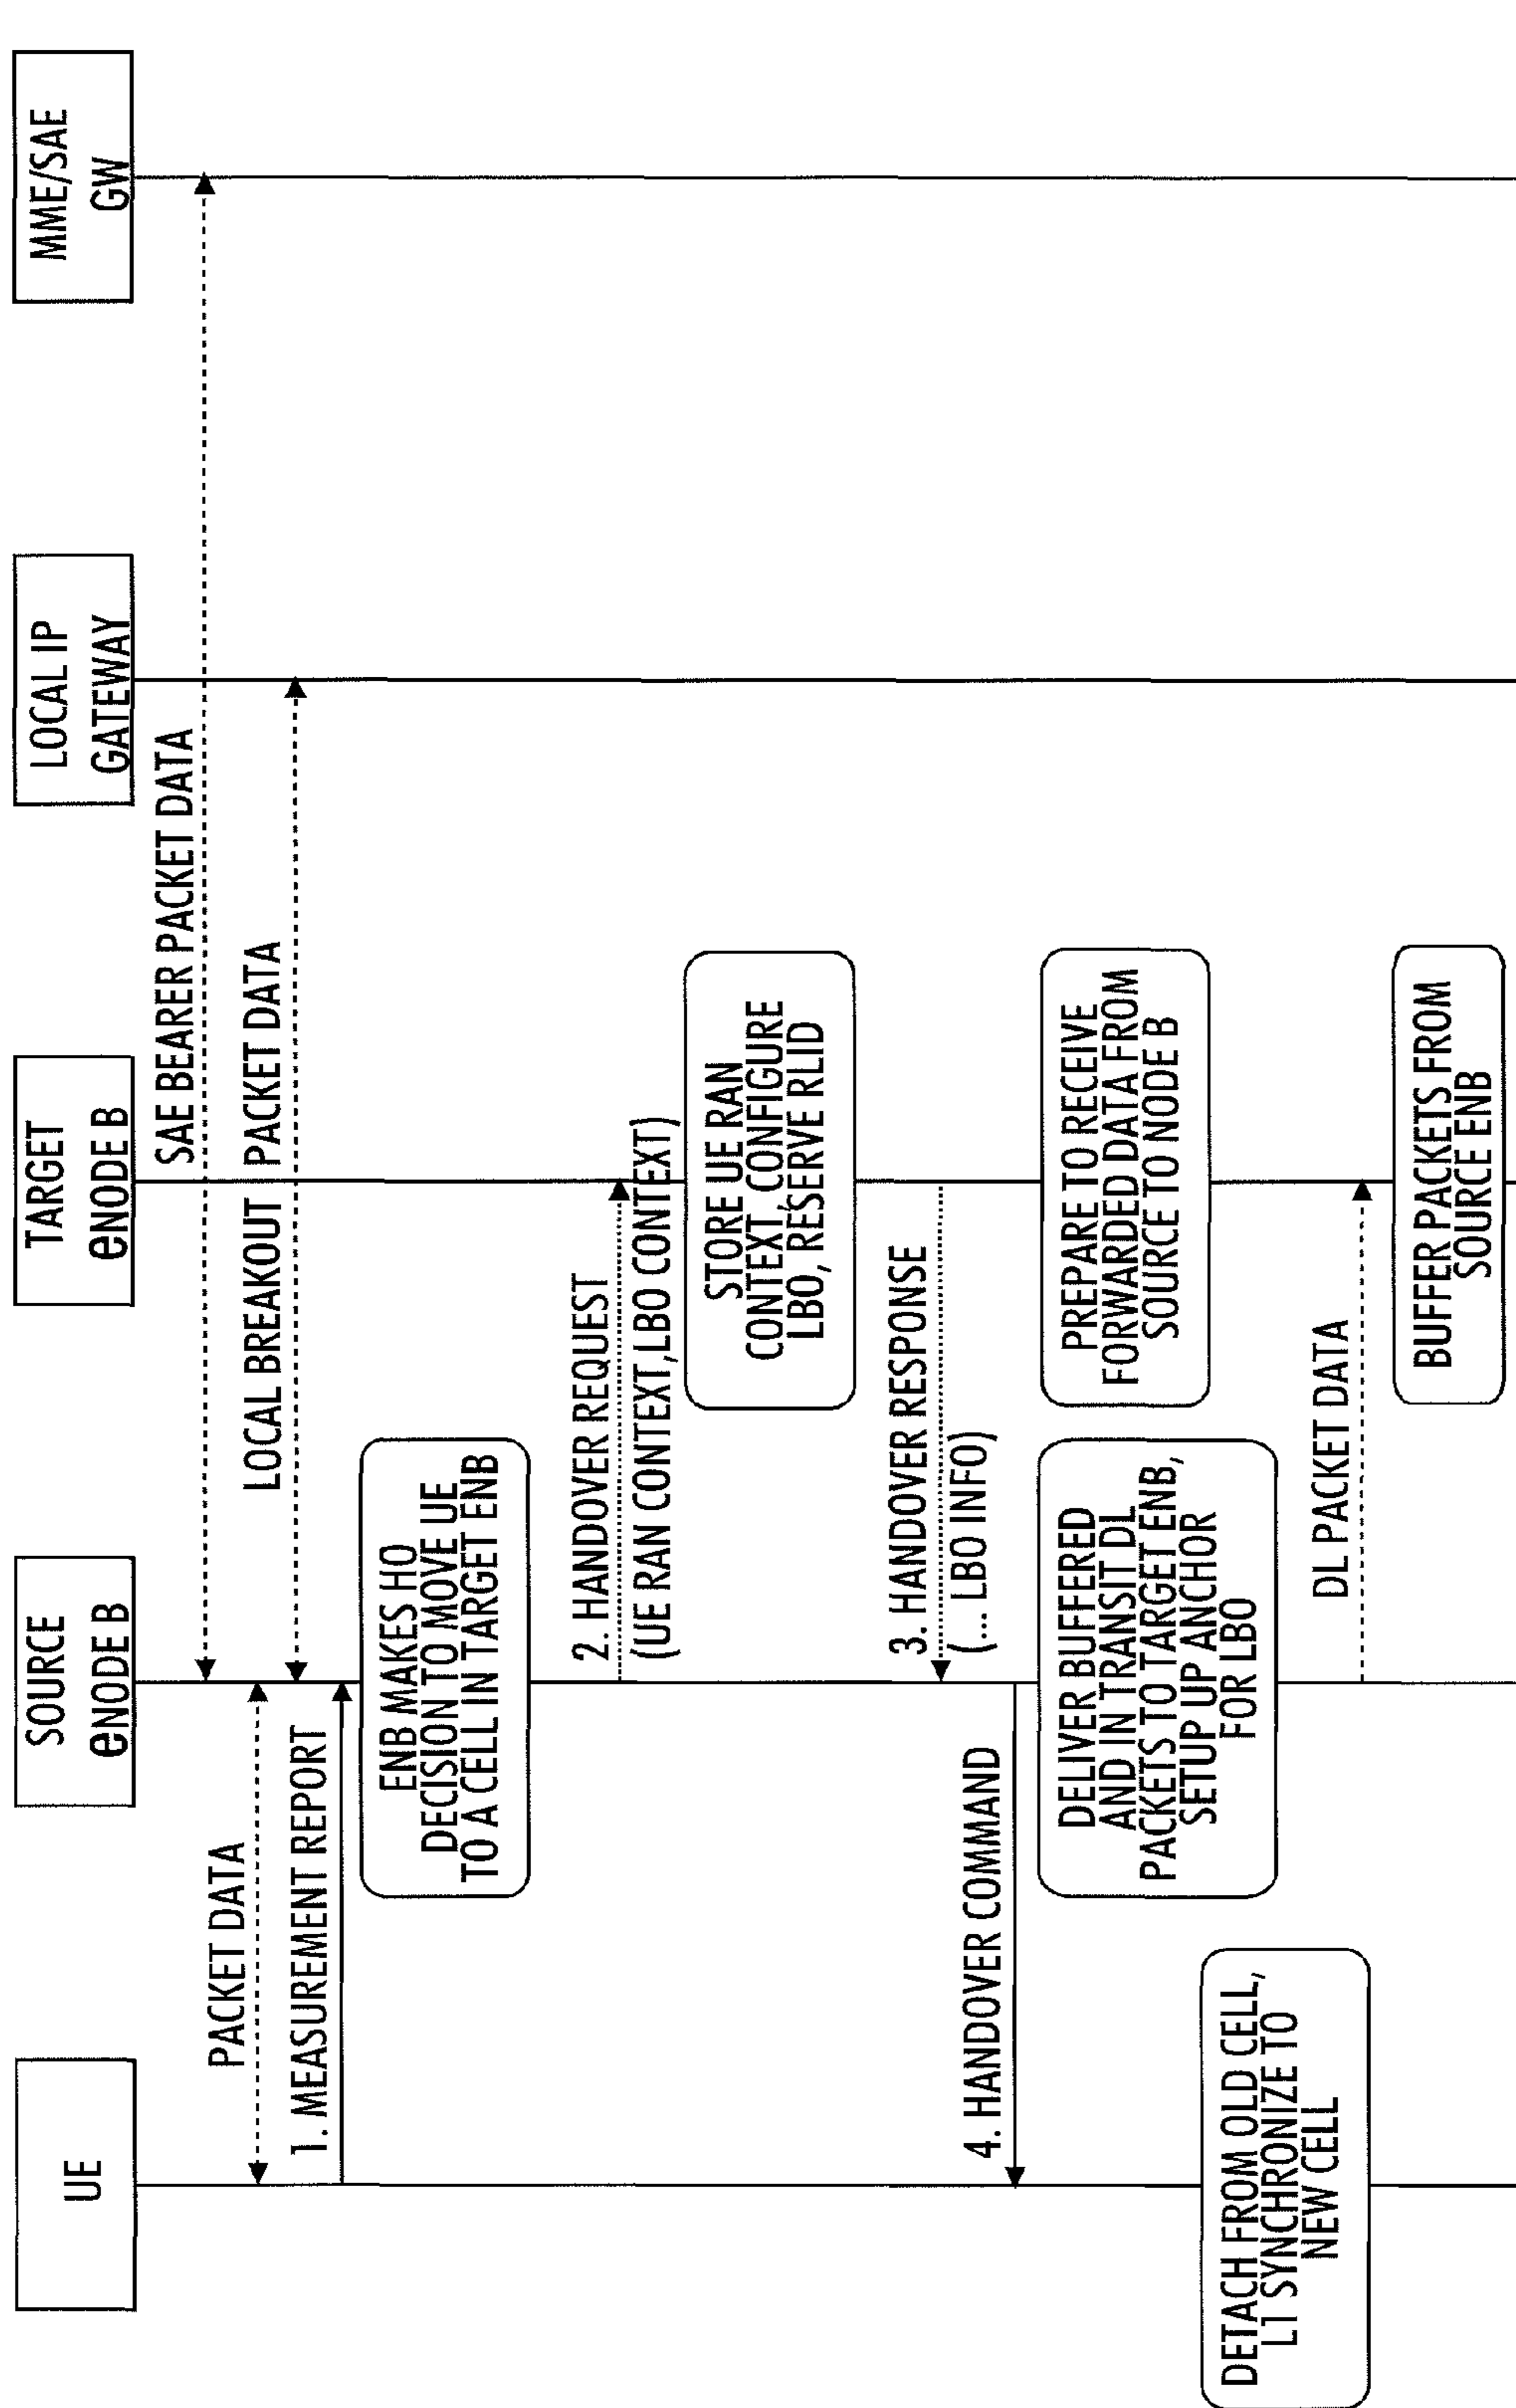 UE
SOURCE
eNODE B
TARGET
eNODE B
LOCAL IP
GATEWAY
MME/SAE
GW
SAE BEARER PACKET DATA
PACKET DATA
LOCAL BREAKOUT PACKET DATA
1. MEASUREMENT REPORT
ENB MAKES HO
DECISION TO MOVE UE
TO A CELL IN TARGET ENB
2. HANDOVER REQUEST
(UE RAN CONTEXT,LBO CONTEXT)
STORE UE RAN
CONTEXT, CONFIGURE
LBO, RESERVE RLID
3. HANDOVER RESPONSE
(... LBO INFO)
4. HANDOVER COMMAND
DELIVER BUFFERED
AND IN TRANSIT DL
PACKETS TO TARGET ENB,
SETUP UP ANCHOR
FOR LBO
PREPARE TO RECEIVE
FORWARDED DATA FROM
SOURCE TO NODE B
DETACH FROM OLD CELL,
L1 SYNCHRONIZE TO
NEW CELL
DL PACKET DATA
BUFFER PACKETS FROM
SOURCE ENB